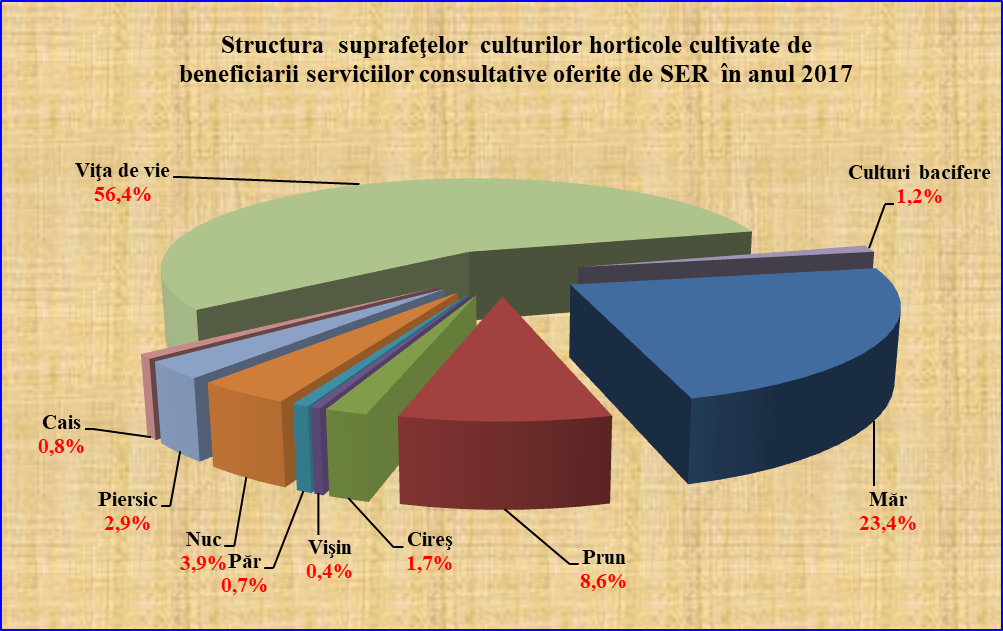 Structura suprafeţelor culturilor horticole cultivate de
beneficiarii serviciilor consultative oferite de SER în anul 2017
Viţa de vie
56,4%
Culturi bacifere
1,2%
Cais
0,8%
Piersic
2,9%
Nuc
3,9%
Păr
0,7%
Vişin
0,4%
Cireş
1,7%
Prun
8,6%
Măr
23,4%